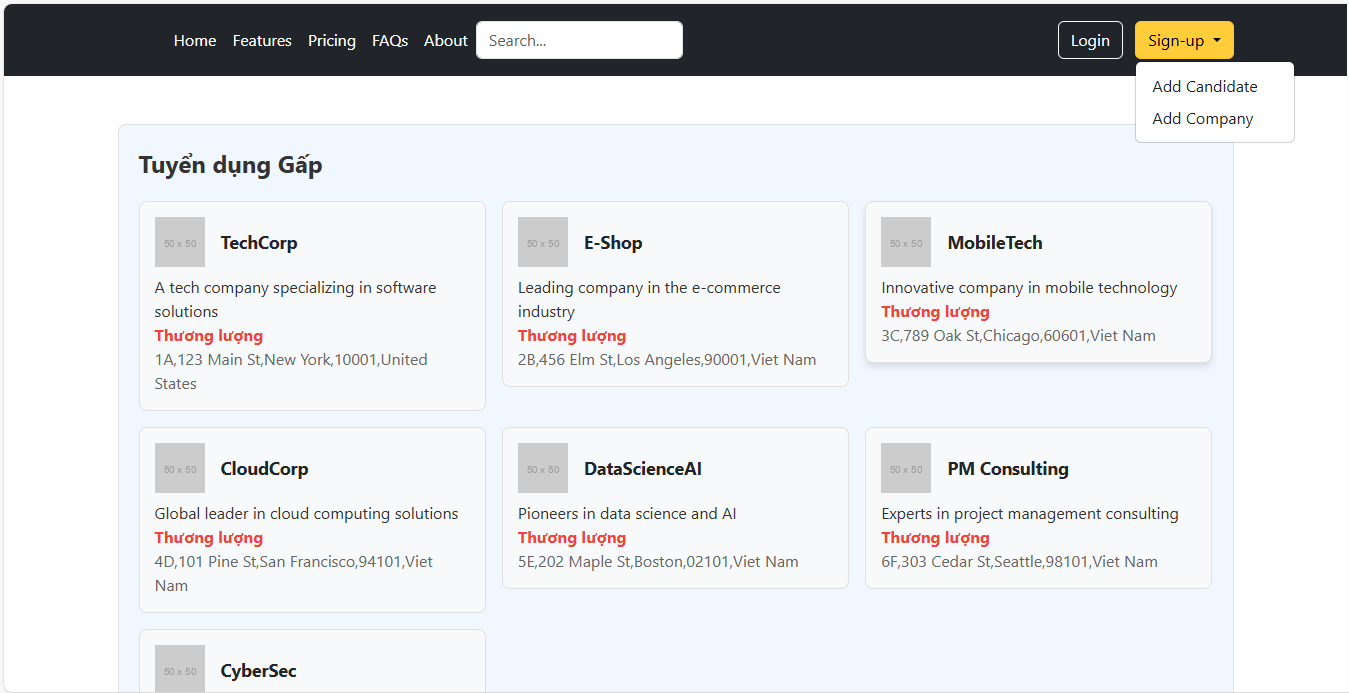 Home Features Pricing FAQs About Search... Login Sign-up
Add Candidate
Add Company
Tuyển dụng Gấp
50 x 50 TechCorp
A tech company specializing in software
solutions
Thương lượng
1A,123 Main St,New York,10001,United
States
50 x 50 E-Shop
Leading company in the e-commerce
industry
Thương lượng
2B,456 Elm St,Los Angeles,90001,Viet Nam
50 x 50 MobileTech
Innovative company in mobile technology
Thương lượng
3C,789 Oak St,Chicago,60601,Viet Nam
50 x 50 CloudCorp
Global leader in cloud computing solutions
Thương lượng
4D,101 Pine St,San Francisco,94101,Viet
Nam
50 x 50 DataScienceAI
Pioneers in data science and AI
Thương lượng
5E,202 Maple St,Boston,02101,Viet Nam
50 x 50 PM Consulting
Experts in project management consulting
Thương lượng
6F,303 Cedar St,Seattle,98101,Viet Nam
50 x 50 CyberSec